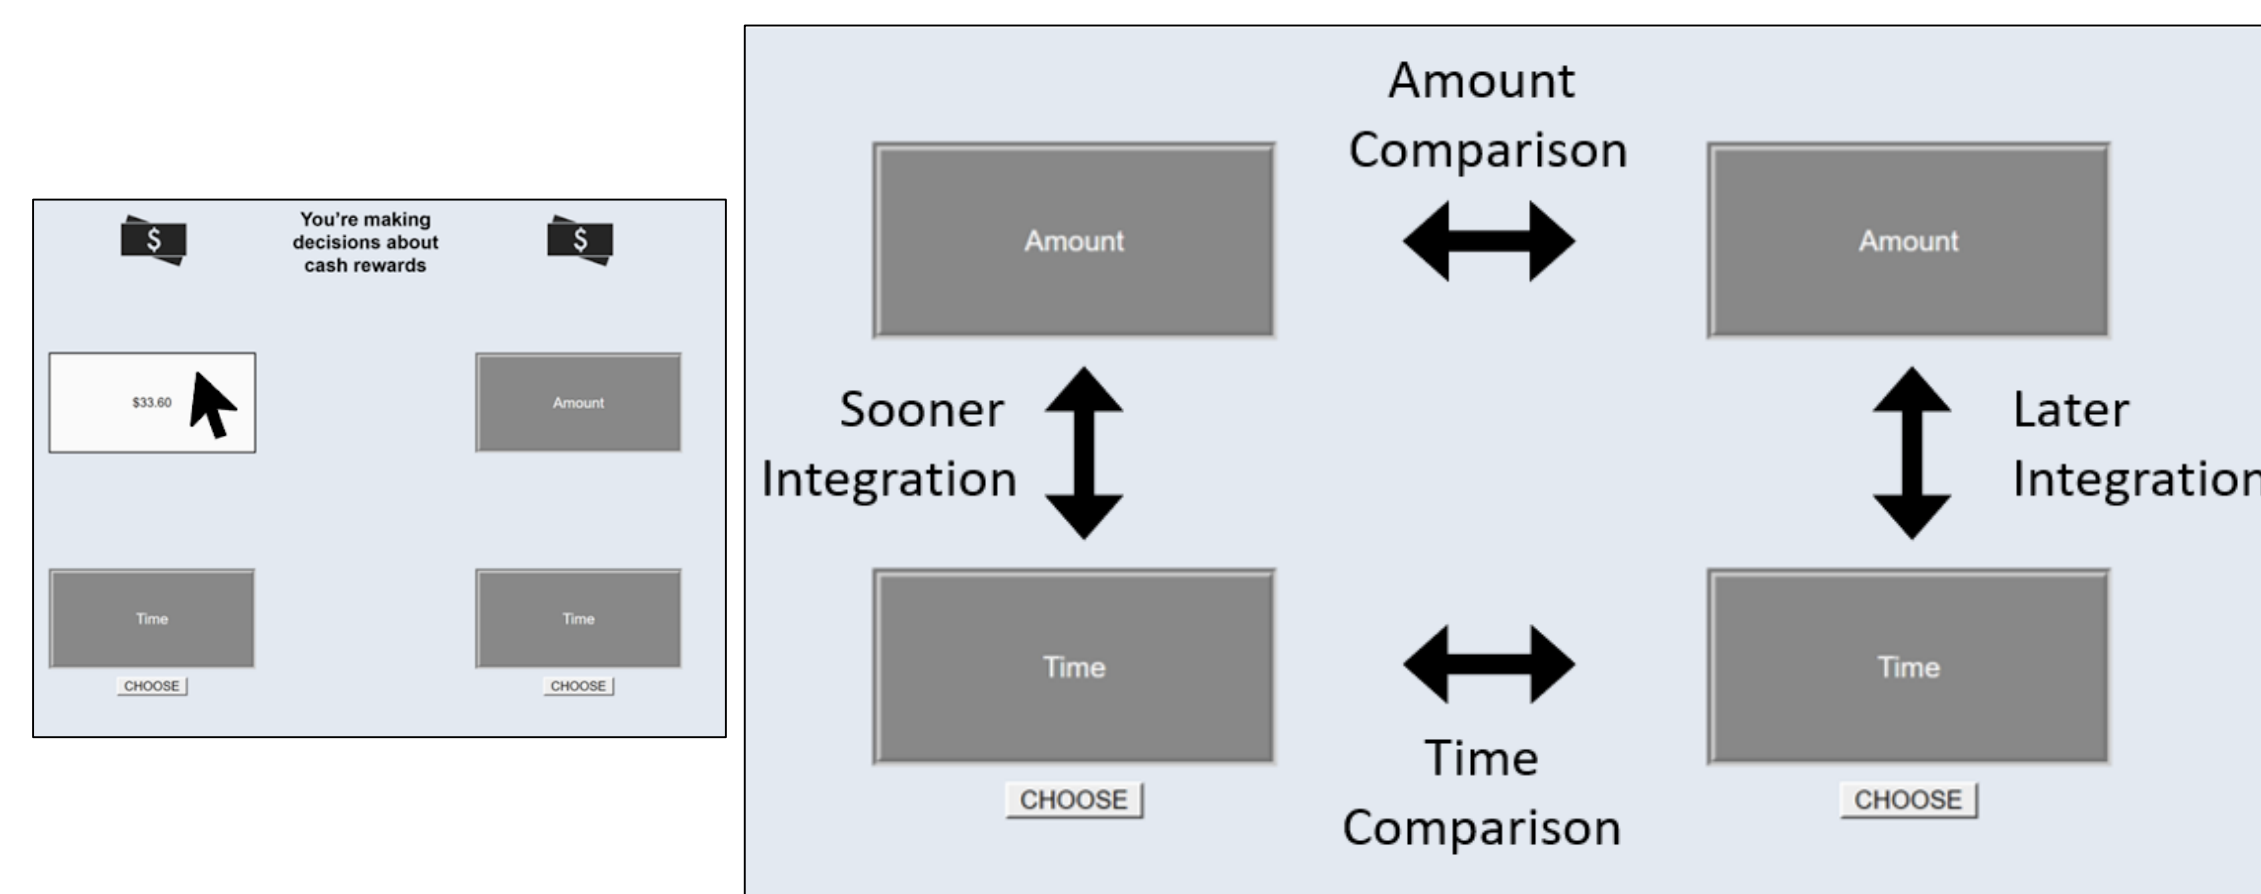 $
You're making
decisions about
cash rewards
$
$33.60
Amount
Time
Time
CHOOSE
CHOOSE
Amount
Comparison
Amount
Amount
Sooner
Integration
Later
Integration
Time
Time
CHOOSE
Time
Comparison
CHOOSE